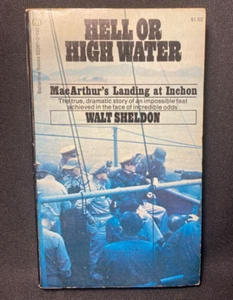 HELL OR
HIGH WATER
MacArthur's Landing at Inchon
The true, dramatic story of an impossible feat
achieved in the face of incredible odds
WALT SHELDON